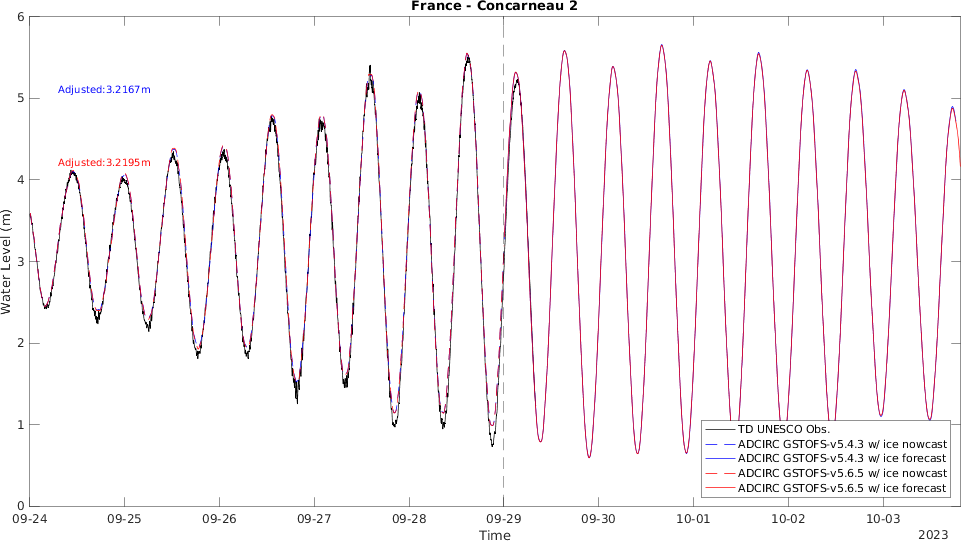 France - Concarneau 2
6
5
4
3
2
1
0
Water Level (m)
Adjusted:3.2167m
Adjusted:3.2195m
TD UNESCO Obs.
ADCIRC GSTOFS-v5.4.3 w/ ice nowcast
ADCIRC GSTOFS-v5.4.3 w/ ice forecast
ADCIRC GSTOFS-v5.6.5 w/ ice nowcast
ADCIRC GSTOFS-v5.6.5 w/ ice forecast
09-24 09-25 09-26 09-27 09-28 09-29 09-30 10-01 10-02 10-03
Time
2023